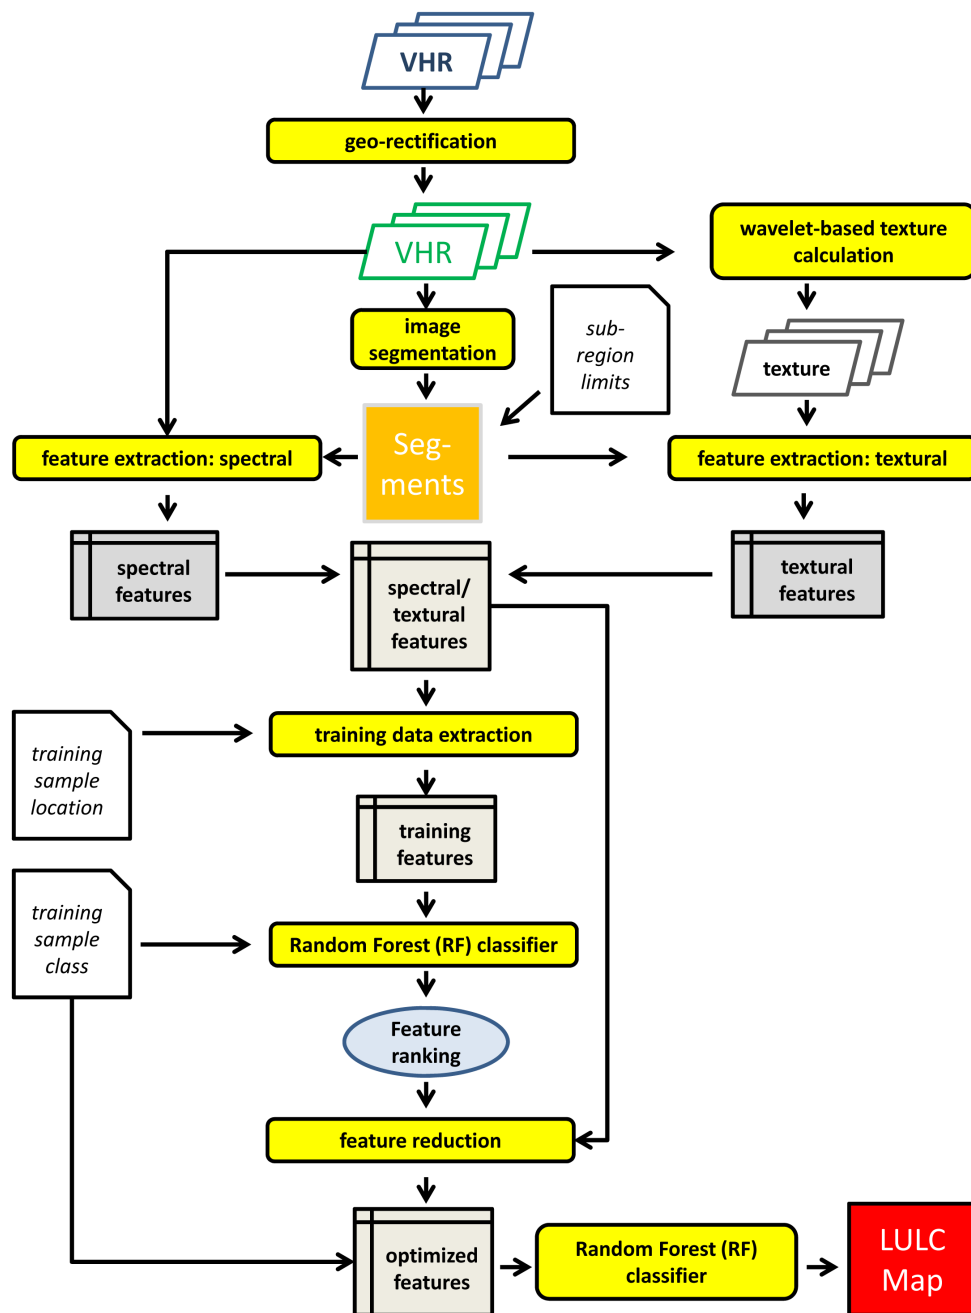 VHR
geo-rectification
VHR
wavelet-based texture
calculation
image
segmentation
sub-
region
limits
texture
feature extraction: spectral
Seg-
ments
feature extraction: textural
spectral
features
spectral/
textural
features
textural
features
training data extraction
training
sample
location
training
features
training
sample
class
Random Forest (RF) classifier
Feature
ranking
feature reduction
optimized
features
Random Forest (RF)
classifier
LULC
Map